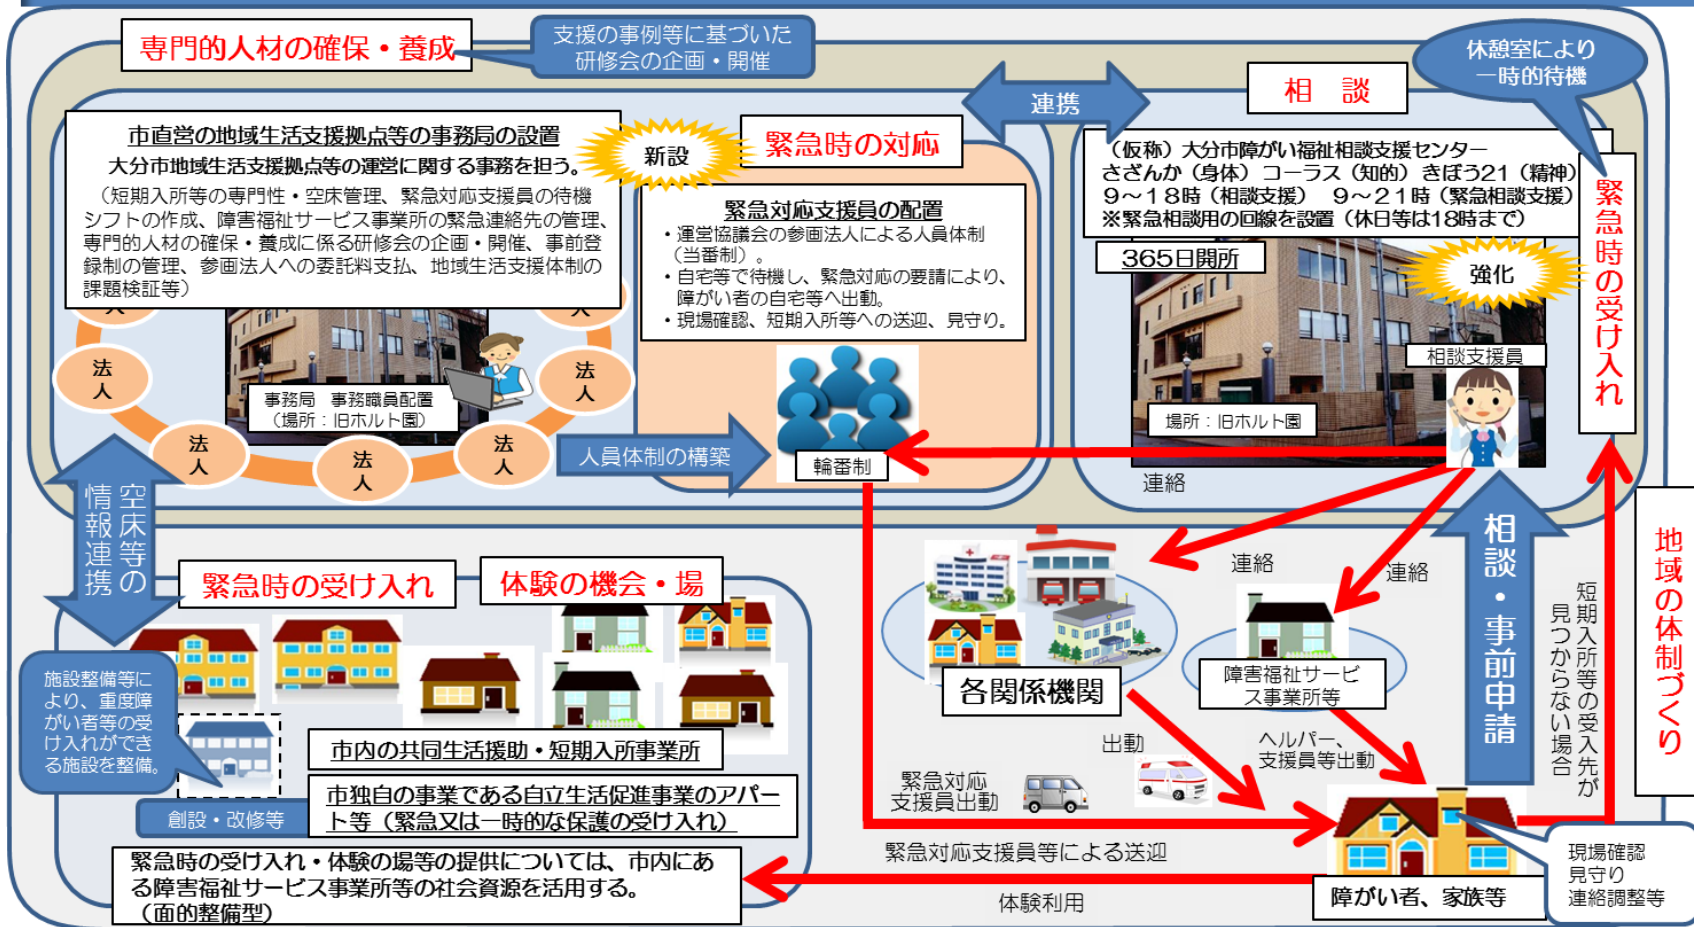 専門的人材の確保・養成
支援の事例等に基づいた
研修会の企画・開催
市直営の地域生活支援拠点等の事務局の設置
大分市地域生活支援拠点等の運営に関する事務を担う。
（短期入所等の専門性・空床管理、緊急対応支援員の待機
シフトの作成、障害福祉サービス事業所の緊急連絡先の管理、
専門的人材の確保・養成に係る研修会の企画・開催、事前登
録制の管理、参画法人への委託料支払、地域生活支援体制の
課題検証等）
法
人
法
人
法
人
法
人
法
人
人
人
事務局　事務職員配置
（場所：旧ホルト園）
新設
緊急時の対応
緊急対応支援員の配置
・運営協議会の参画法人による人員体制
（当番制）。
・自宅等で待機し、緊急対応の要請により、
障がい者の自宅等へ出動。
・現場確認、短期入所等への送迎、見守り。
人員体制の構築
輪番制
連携
相　談
休憩室により
一時的待機
（仮称）大分市障がい福祉相談支援センター
さざんか（身体）コーラス（知的）きぼう21（精神）
９～１８時（相談支援）　９～２１時（緊急相談支援）
※緊急相談用の回線を設置（休日等は18時まで）
365日開所
強化
相談支援員
場所：旧ホルト園
緊急時の受け入れ
連絡
空床等の
情報連携
緊急時の受け入れ
体験の機会・場
施設整備等に
より、重度障
がい者等の受
け入れができ
る施設を整備。
創設・改修等
市内の共同生活援助・短期入所事業所
市独自の事業である自立生活促進事業のアパー
ト等（緊急又は一時的な保護の受け入れ）
緊急時の受け入れ・体験の場等の提供については、市内にあ
る障害福祉サービス事業所等の社会資源を活用する。
（面的整備型）
連絡
連絡
各関係機関
障害福祉サービ
ス事業所等
出動
ヘルパー、
支援員等出動
緊急対応
支援員出動
緊急対応支援員等による送迎
体験利用
相談・事前申請
短期入所等の受入先が
見つからない場合
地域の体制づくり
障がい者、家族等
現場確認
見守り
連絡調整等